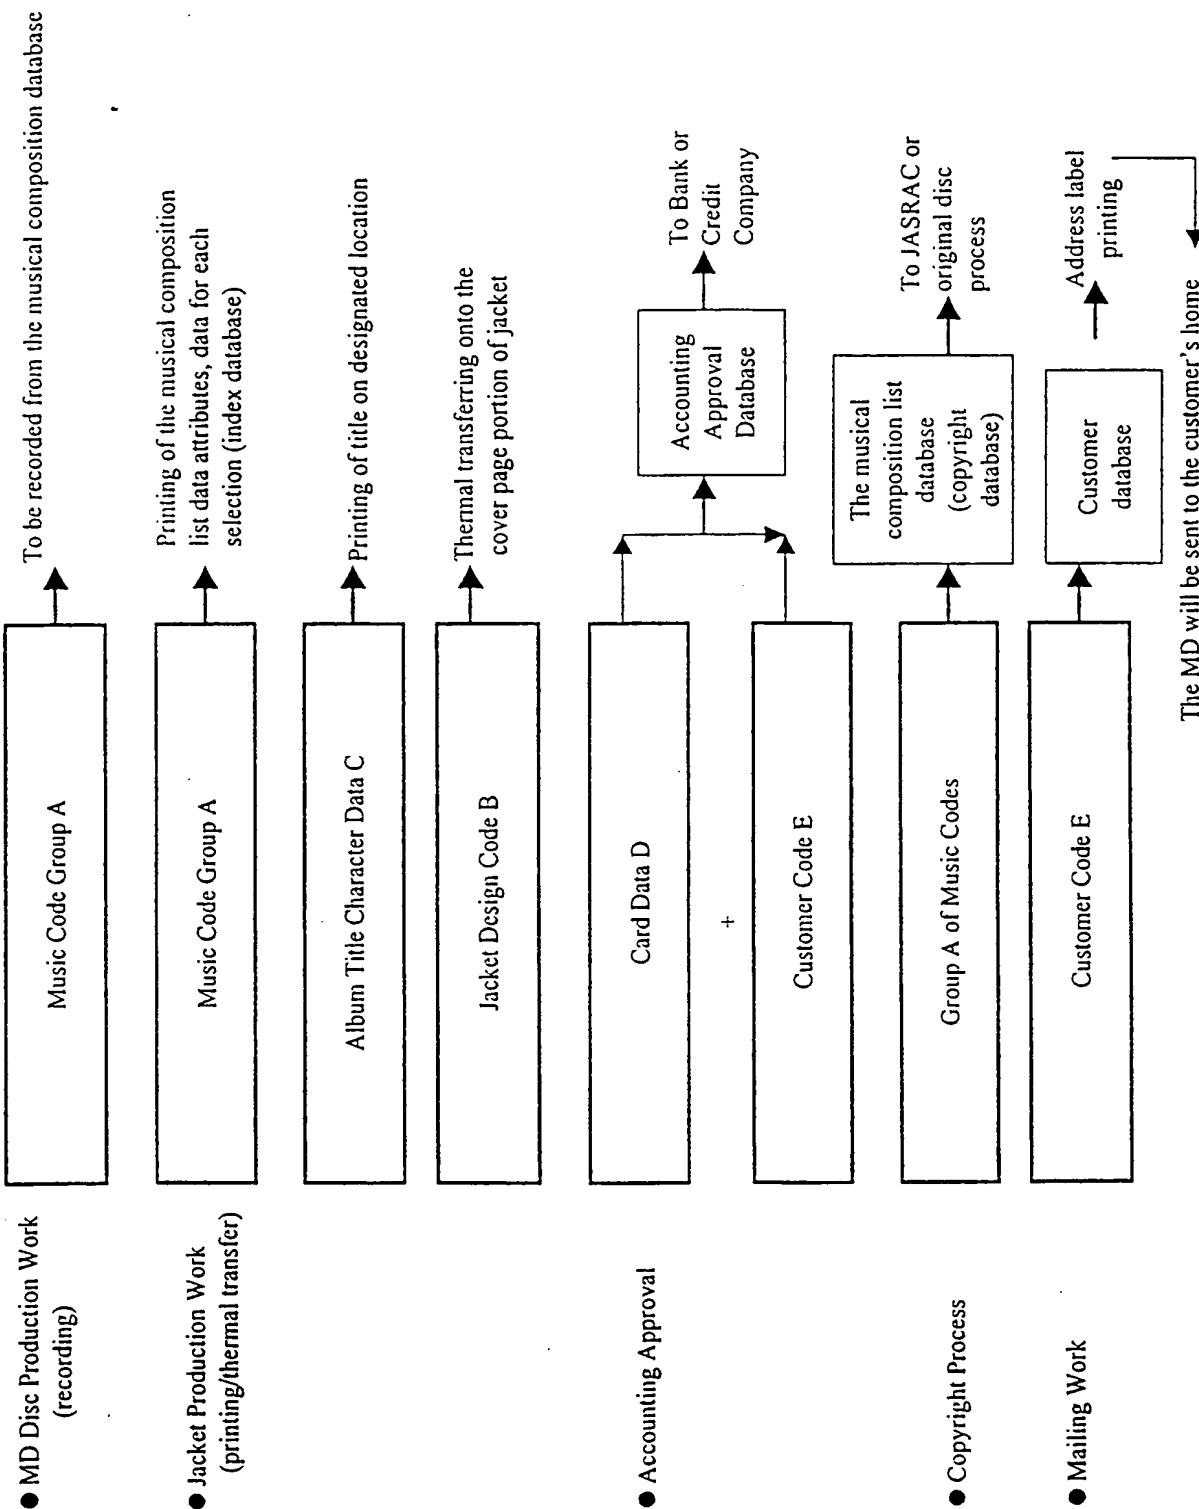 ● MD Disc Production Work
(recording)
Music Code Group A
To be recorded from the musical composition database
● Jacket Production Work
(printing/thermal transfer)
Music Code Group A
Printing of the musical composition
list data attributes, data for each
selection (index database)
Album Title Character Data C
Printing of title on designated location
Jacket Design Code B
Thermal transferring onto the
cover page portion of jacket
● Accounting Approval
Card Data D
+
Customer Code E
Accounting
Approval
Database
To Bank or
Credit
Company
● Copyright Process
Group A of Music Codes
The musical
composition list
database
(copyright
database)
To JASRAC or
original disc
process
● Mailing Work
Customer Code E
Customer
database
Address label
printing
The MD will be sent to the customer's home